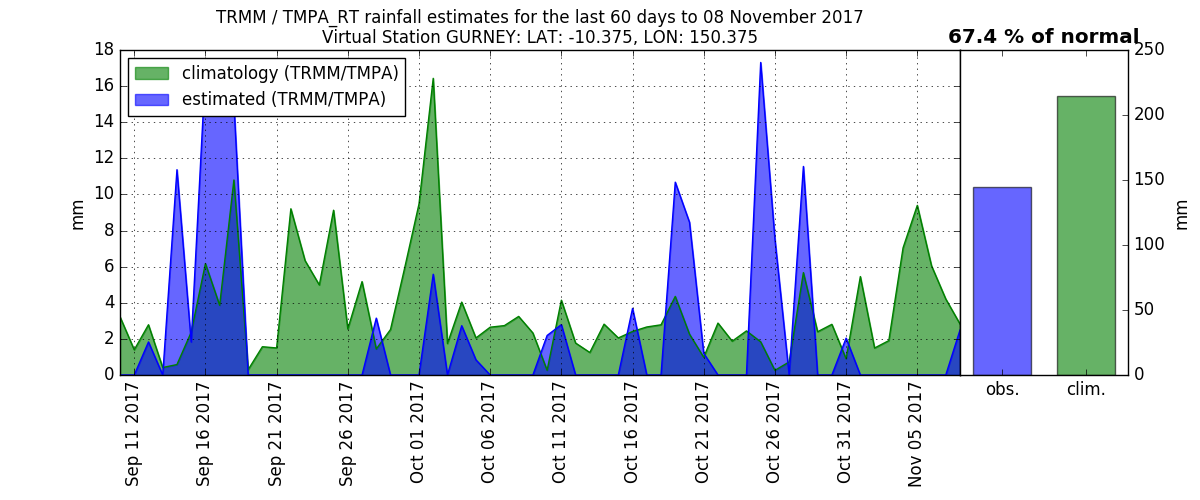 TRMM / TMPA_RT rainfall estimates for the last 60 days to 08 November 2017
Virtual Station GURNEY: LAT: -10.375, LON: 150.375
67.4 % of normal
climatology (TRMM/TMPA)
estimated (TRMM/TMPA)
mm
18
16
14
12
10
8
6
4
2
0
Sep 11 2017
Sep 16 2017
Sep 21 2017
Sep 26 2017
Oct 01 2017
Oct 06 2017
Oct 11 2017
Oct 16 2017
Oct 21 2017
Oct 26 2017
Oct 31 2017
Nov 05 2017
obs.
clim.
250
200
150
100
50
0
mm